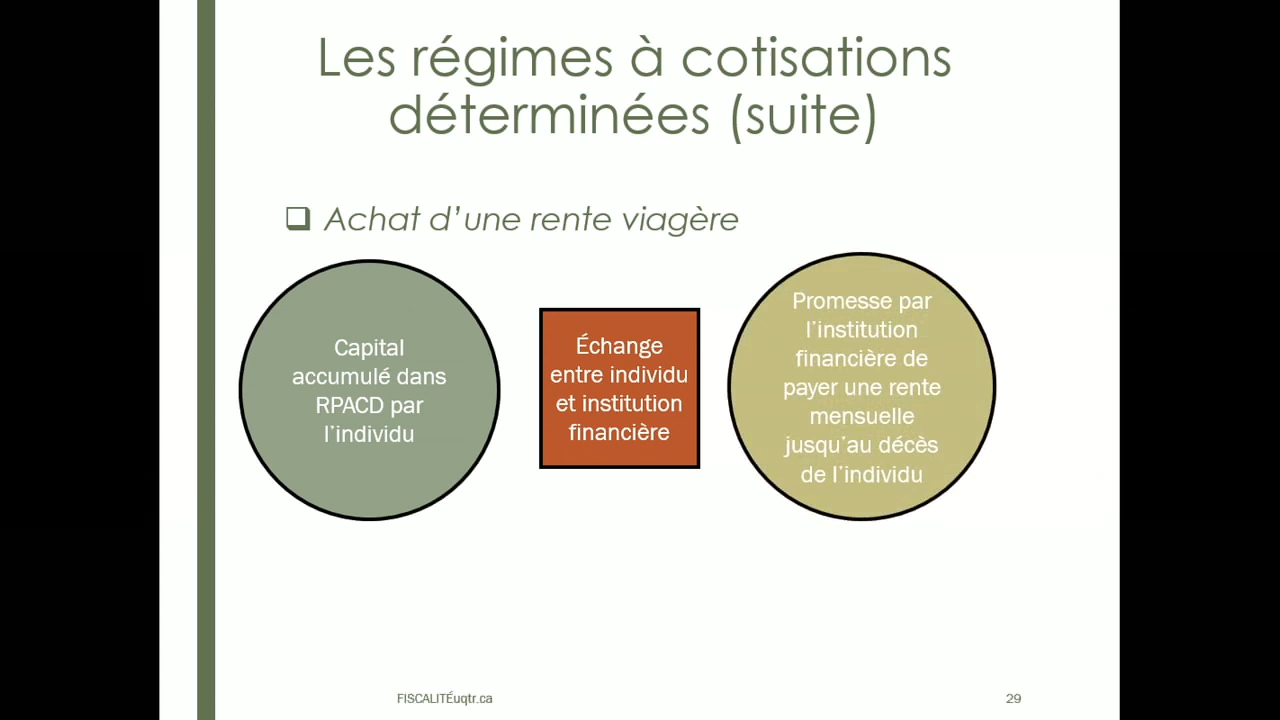 Les régimes à cotisations
déterminées (suite)
Achat d'une rente viagère
Capital
accumulé dans
RPACD par
l'individu
Échange
entre individu
et institution
financière
Promesse par
l'institution
financière de
payer une rente
mensuelle
jusqu'au décès
de l'individu
FISCALITÉuqtr.ca
29